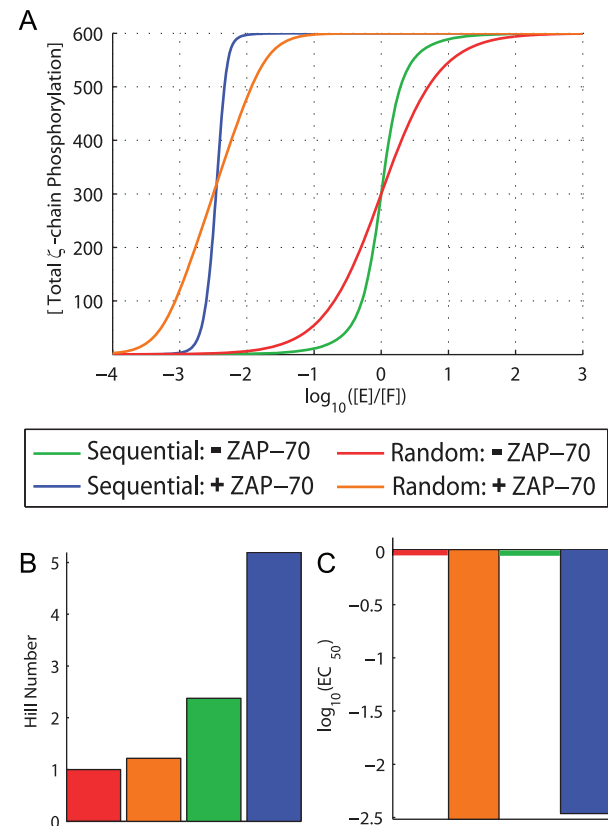 A
[ Total ζ -chain Phosphorylation]
600
500
400
300
200
100
−4
−3
−2
−1
0
1
2
3
log10([E]/[F])
Sequential: - ZAP−70
Random: - ZAP−70
Sequential: + ZAP−70
Random: + ZAP−70
B
Hill Number
5
4
3
2
1
0
C
log10(EC 50)
0
−0.5
−1
−1.5
−2
−2.5